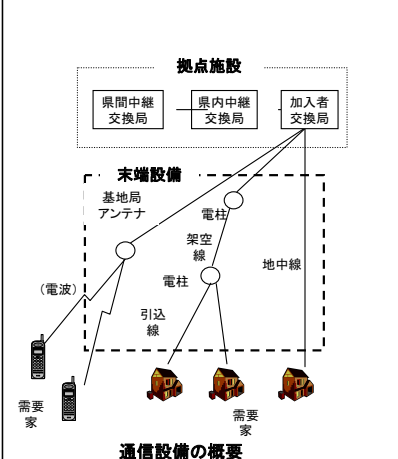 拠点施設
県間中継
交換局
県内中継
交換局
加入者
交換局
末端設備
基地局
アンテナ
電柱
架空
線
地中線
電柱
(電波)
引込
線
需要
家
需要
家
通信設備の概要